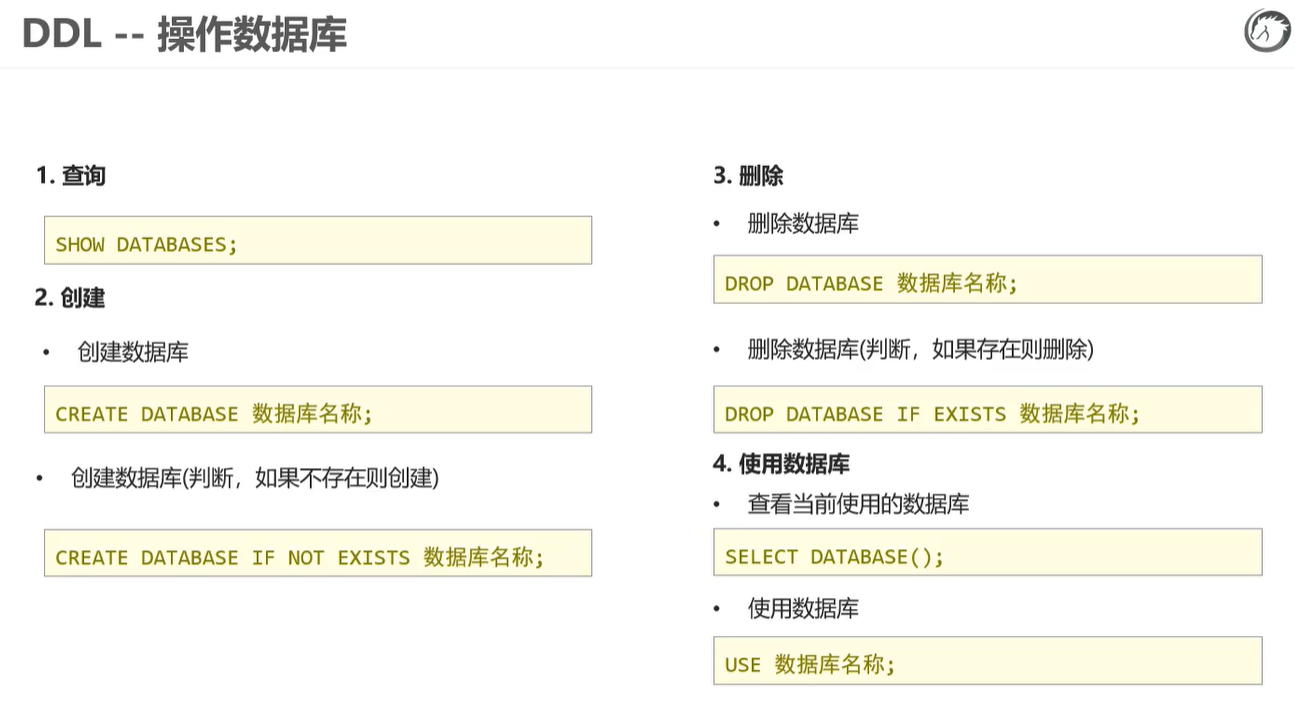 DDL -- 操作数据库
1. 查询
SHOW DATABASES;
2. 创建
• 创建数据库
CREATE DATABASE 数据库名称;
• 创建数据库(判断，如果不存在则创建)
CREATE DATABASE IF NOT EXISTS 数据库名称;
3. 删除
• 删除数据库
DROP DATABASE 数据库名称;
• 删除数据库(判断，如果存在则删除)
DROP DATABASE IF EXISTS 数据库名称;
4. 使用数据库
• 查看当前使用的数据库
SELECT DATABASE();
• 使用数据库
USE 数据库名称;